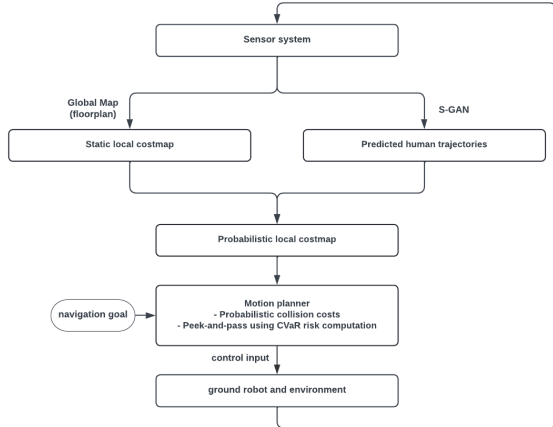 Sensor system
Global Map
(floorplan)
S-GAN
Static local costmap
Predicted human trajectories
Probabilistic local costmap
navigation goal
Motion planner
- Probabilistic collision costs
- Peek-and-pass using CVaR risk computation
control input
ground robot and environment